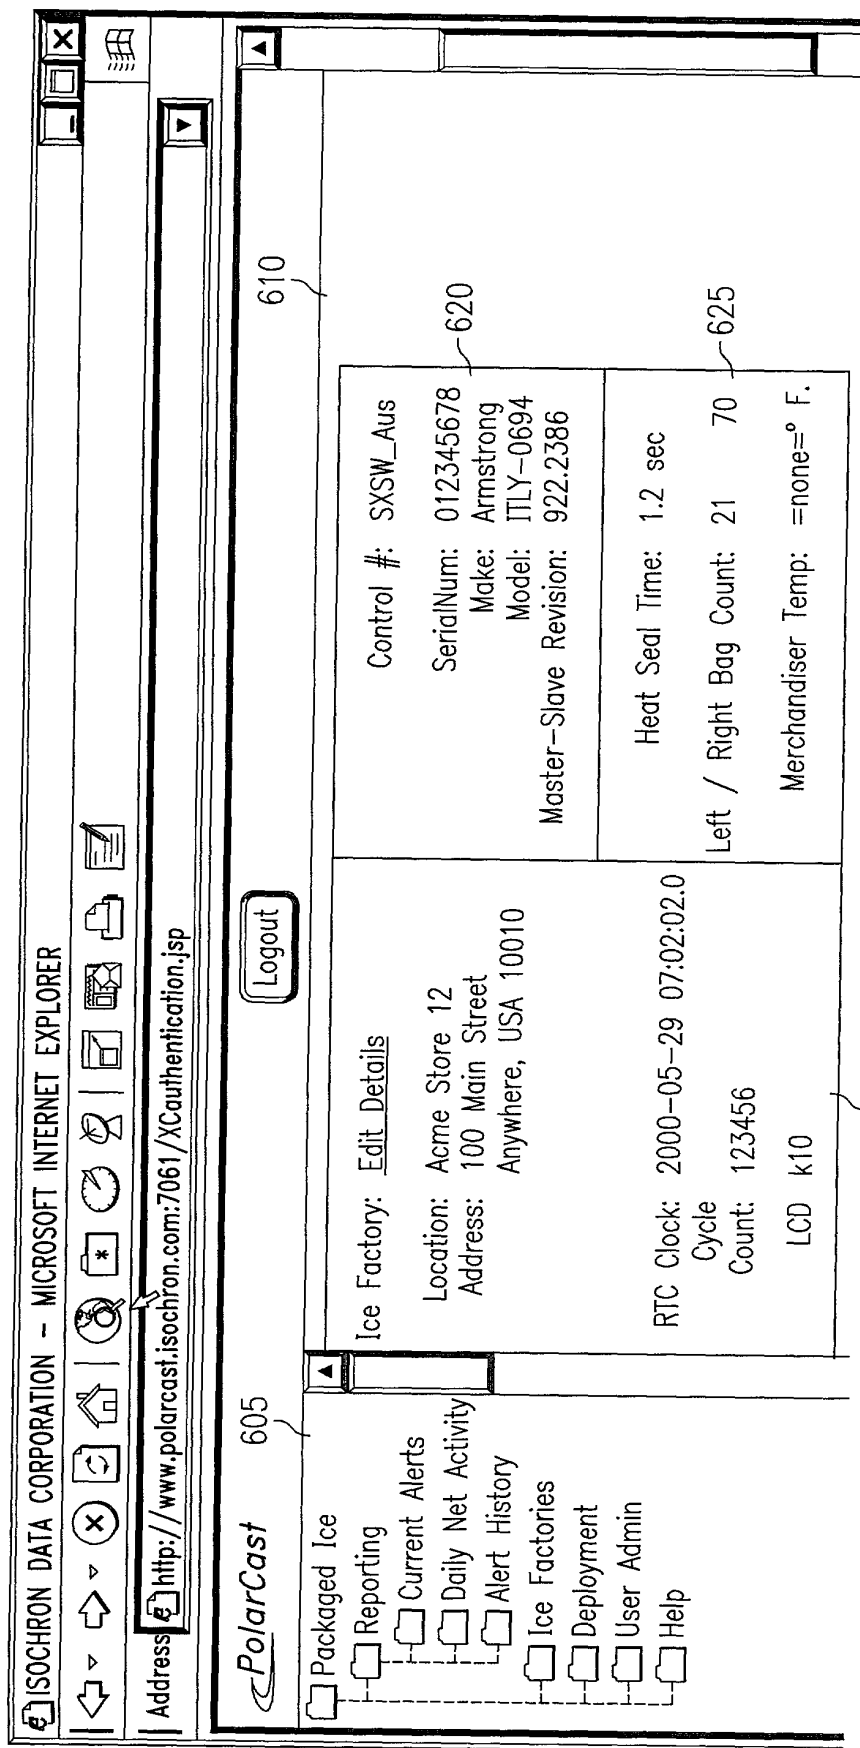 ISOCHRON DATA CORPORATION – MICROSOFT INTERNET EXPLORER
Address http://www.polarcast.isochron.com:7061/XCauthentication.jsp
PolarCast
Logout
605
610
Packaged Ice
Reporting
Current Alerts
Daily Net Activity
Alert History
Ice Factories
Deployment
User Admin
Help
Ice Factory: Edit Details
Location: Acme Store 12
Address: 100 Main Street
Anywhere, USA 10010
RTC Clock: 2000–05–29 07:02:02.0
Cycle
Count: 123456
LCD k10
Control #: SXSW_Aus
SerialNum: 012345678
Make: Armstrong
Model: ITLY–0694
Master–Slave Revision: 922.2386
620
Heat Seal Time: 1.2 sec
Left / Right Bag Count: 21 70
Merchandiser Temp: =none=° F.
625